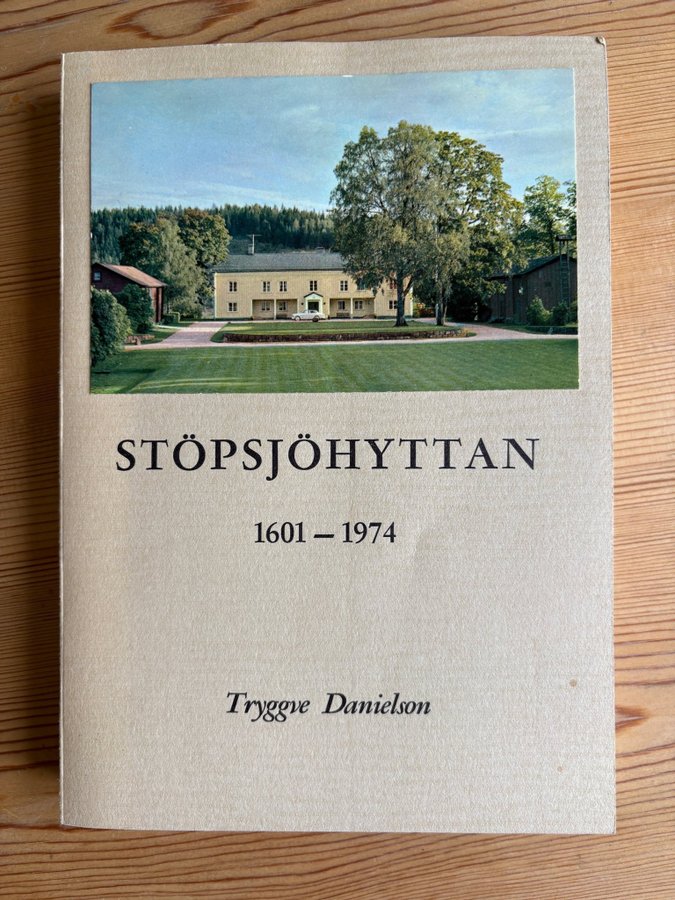 STÖPSJÖHYTTAN
1601 — 1974
Tryggve Danielson